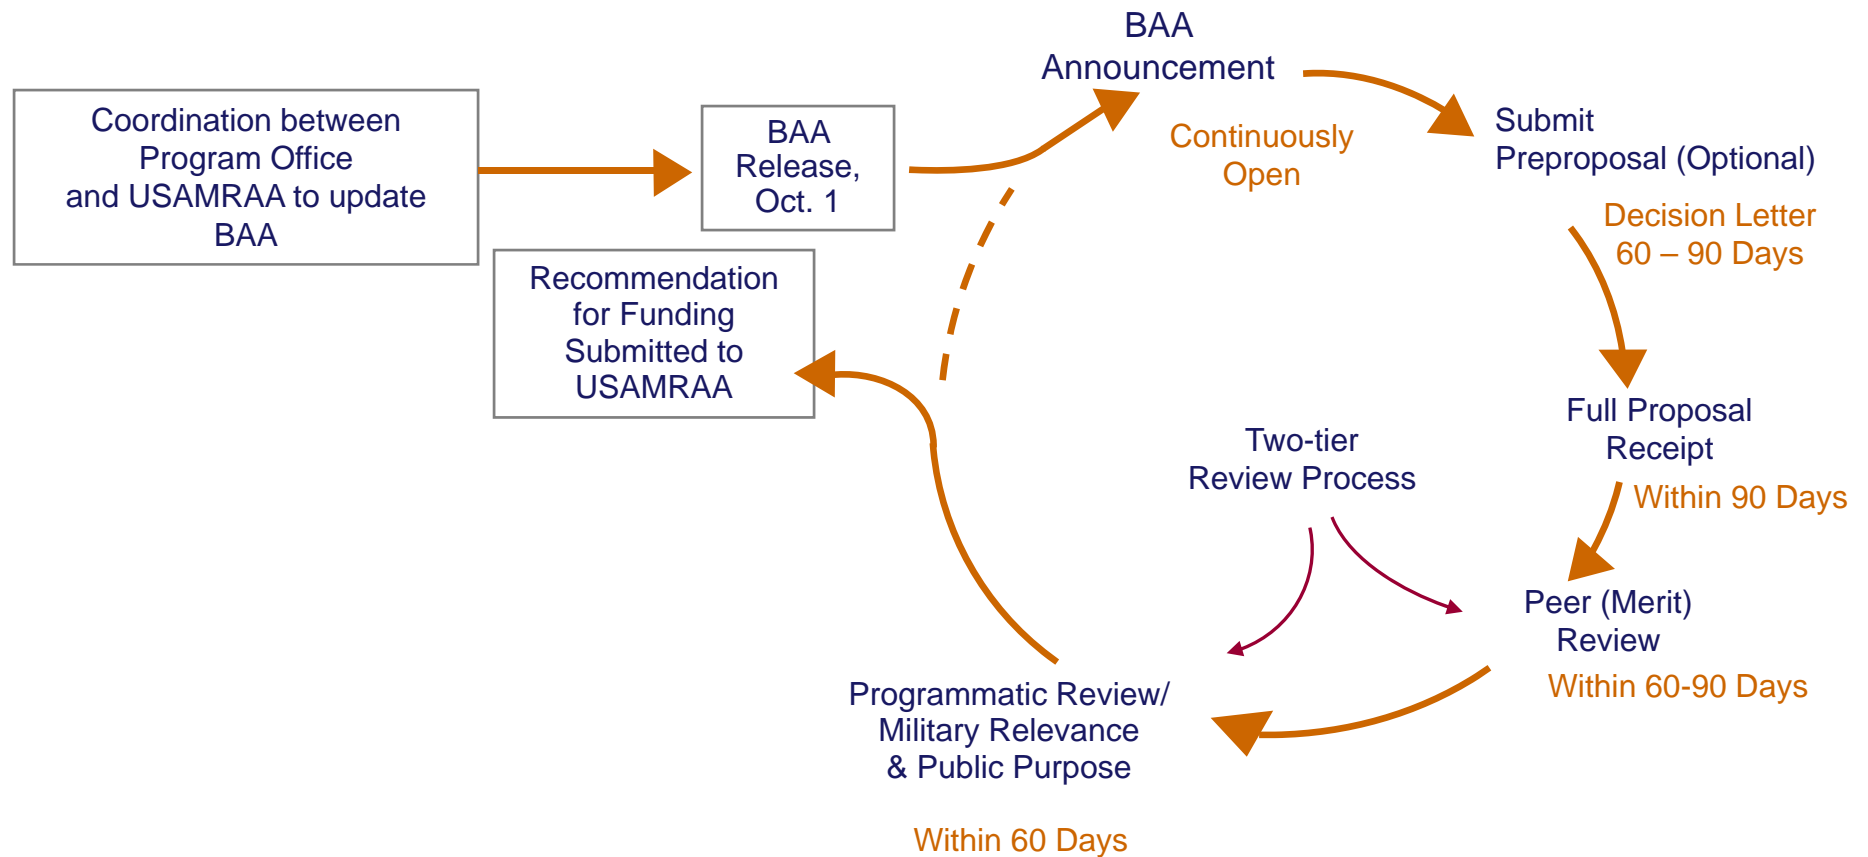 Coordination between
Program Office
and USAMRAA to update
BAA
BAA
Release,
Oct. 1
BAA
Announcement
Continuously
Open
Submit
Preproposal (Optional)
Decision Letter
60 – 90 Days
Full Proposal
Receipt
Within 90 Days
Two-tier
Review Process
Peer (Merit)
Review
Within 60-90 Days
Programmatic Review/
Military Relevance
& Public Purpose
Within 60 Days
Recommendation
for Funding
Submitted to
USAMRAA